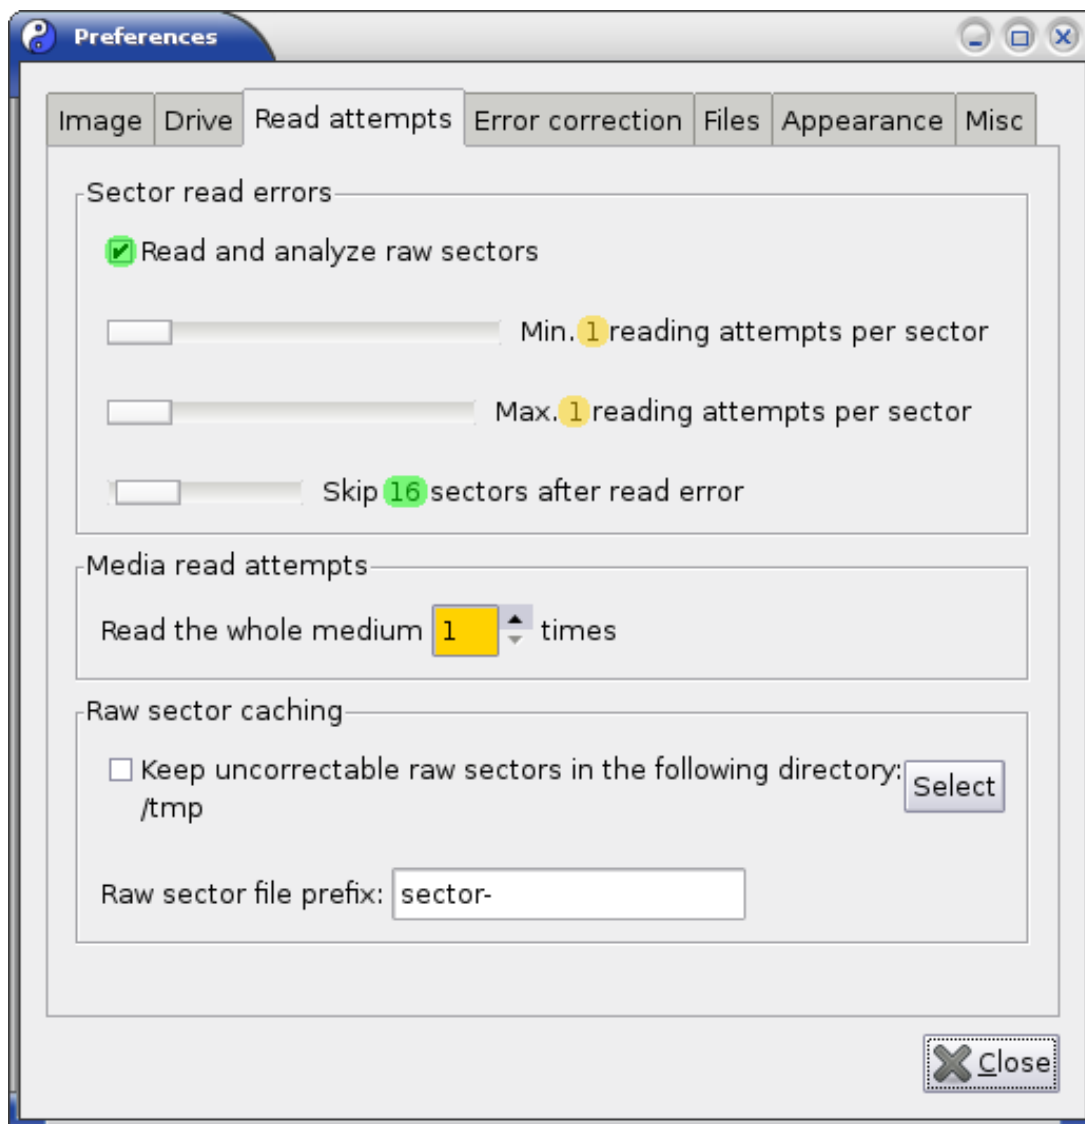 Preferences
Image Drive Read attempts Error correction Files Appearance Misc
Sector read errors
Read and analyze raw sectors
Min. 1 reading attempts per sector
Max. 1 reading attempts per sector
Skip 16 sectors after read error
Media read attempts
Read the whole medium 1 times
Raw sector caching
Keep uncorrectable raw sectors in the following directory:
/tmp
Select
Raw sector file prefix: sector-
Close